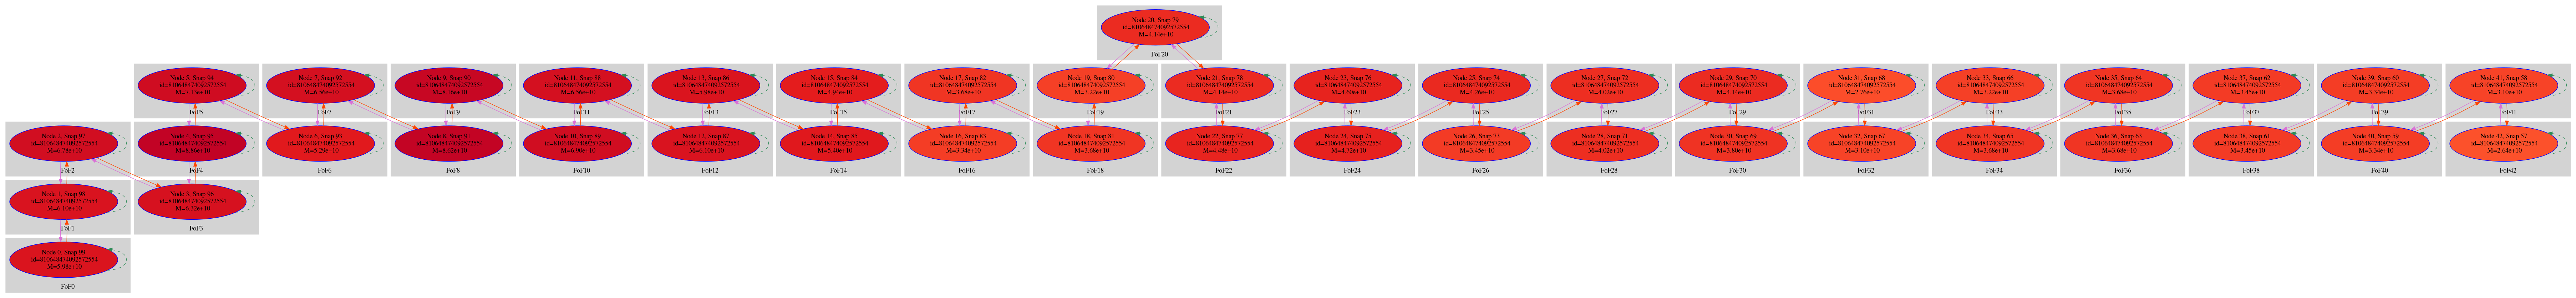 Node 20, Snap 79
id=810648474092572554
M=4.14e+10
FoF20
Node 5, Snap 94
id=810648474092572554
M=7.13e+10
FoF5
Node 7, Snap 92
id=810648474092572554
M=6.56e+10
FoF7
Node 9, Snap 90
id=810648474092572554
M=8.16e+10
FoF9
Node 11, Snap 88
id=810648474092572554
M=6.56e+10
FoF11
Node 13, Snap 86
id=810648474092572554
M=5.98e+10
FoF13
Node 15, Snap 84
id=810648474092572554
M=4.94e+10
FoF15
Node 17, Snap 82
id=810648474092572554
M=3.68e+10
FoF17
Node 19, Snap 80
id=810648474092572554
M=3.22e+10
FoF19
Node 21, Snap 78
id=810648474092572554
M=4.14e+10
FoF21
Node 23, Snap 76
id=810648474092572554
M=4.60e+10
FoF23
Node 25, Snap 74
id=810648474092572554
M=4.26e+10
FoF25
Node 27, Snap 72
id=810648474092572554
M=4.02e+10
FoF27
Node 29, Snap 70
id=810648474092572554
M=4.14e+10
FoF29
Node 31, Snap 68
id=810648474092572554
M=2.76e+10
FoF31
Node 33, Snap 66
id=810648474092572554
M=3.22e+10
FoF33
Node 35, Snap 64
id=810648474092572554
M=3.68e+10
FoF35
Node 37, Snap 62
id=810648474092572554
M=3.45e+10
FoF37
Node 39, Snap 60
id=810648474092572554
M=3.34e+10
FoF39
Node 41, Snap 58
id=810648474092572554
M=3.10e+10
FoF41
Node 2, Snap 97
id=810648474092572554
M=6.78e+10
FoF2
Node 4, Snap 95
id=810648474092572554
M=8.86e+10
FoF4
Node 6, Snap 93
id=810648474092572554
M=5.29e+10
FoF6
Node 8, Snap 91
id=810648474092572554
M=8.62e+10
FoF8
Node 10, Snap 89
id=810648474092572554
M=6.90e+10
FoF10
Node 12, Snap 87
id=810648474092572554
M=6.10e+10
FoF12
Node 14, Snap 85
id=810648474092572554
M=5.40e+10
FoF14
Node 16, Snap 83
id=810648474092572554
M=3.34e+10
FoF16
Node 18, Snap 81
id=810648474092572554
M=3.68e+10
FoF18
Node 22, Snap 77
id=810648474092572554
M=4.48e+10
FoF22
Node 24, Snap 75
id=810648474092572554
M=4.72e+10
FoF24
Node 26, Snap 73
id=810648474092572554
M=3.45e+10
FoF26
Node 28, Snap 71
id=810648474092572554
M=4.02e+10
FoF28
Node 30, Snap 69
id=810648474092572554
M=3.80e+10
FoF30
Node 32, Snap 67
id=810648474092572554
M=3.10e+10
FoF32
Node 34, Snap 65
id=810648474092572554
M=3.68e+10
FoF34
Node 36, Snap 63
id=810648474092572554
M=3.68e+10
FoF36
Node 38, Snap 61
id=810648474092572554
M=3.45e+10
FoF38
Node 40, Snap 59
id=810648474092572554
M=3.34e+10
FoF40
Node 42, Snap 57
id=810648474092572554
M=2.64e+10
FoF42
Node 1, Snap 98
id=810648474092572554
M=6.10e+10
FoF1
Node 3, Snap 96
id=810648474092572554
M=6.32e+10
FoF3
Node 0, Snap 99
id=810648474092572554
M=5.98e+10
FoF0